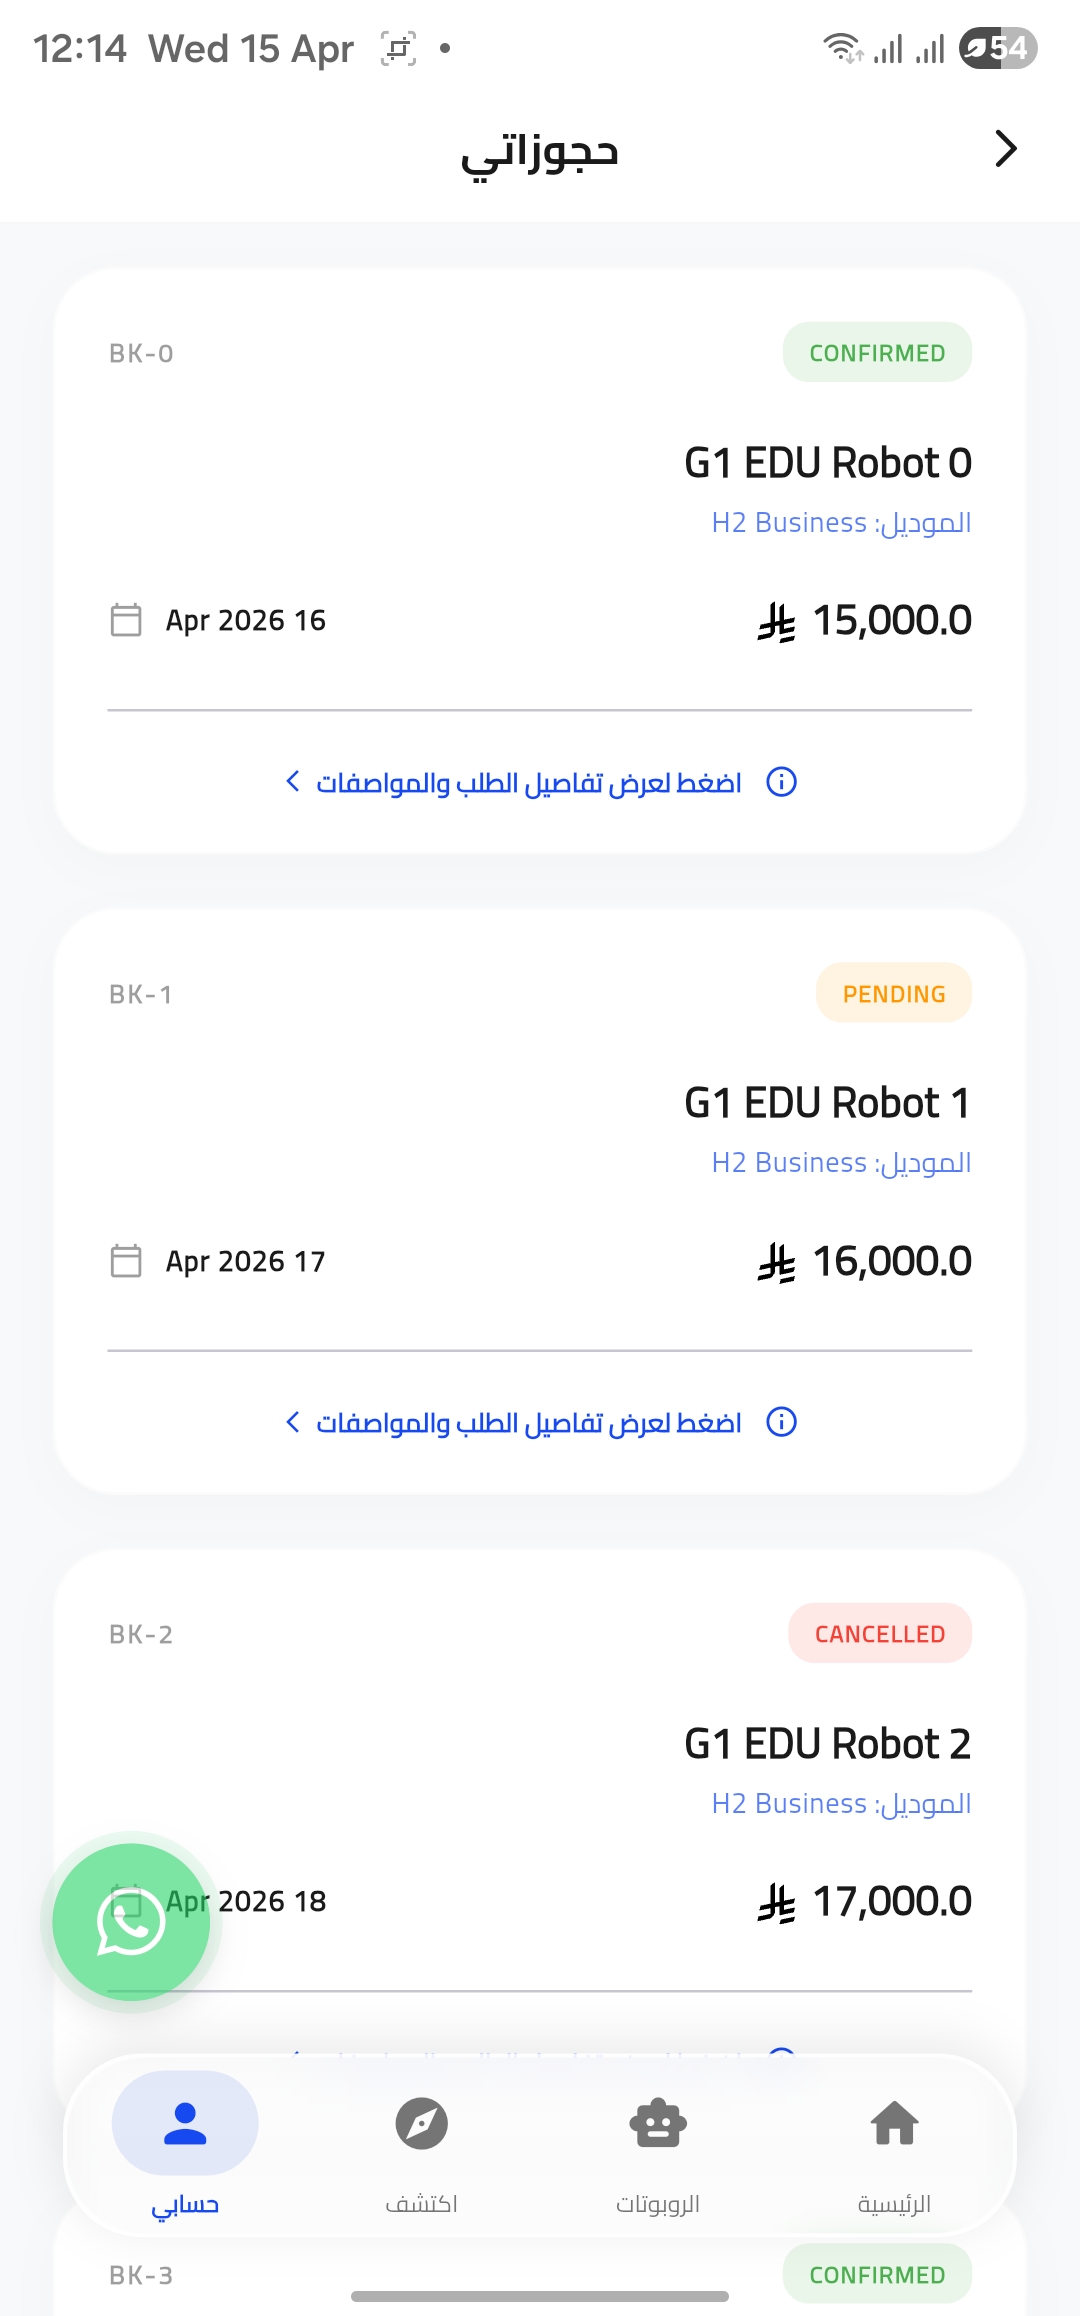 12:14 Wed 15 Apr
54
حجوزاتي
CONFIRMED
BK-0
G1 EDU Robot 0
الموديل: H2 Business
15,000.0
Apr 2026 16
اضغط لعرض تفاصيل الطلب والمواصفات
PENDING
BK-1
G1 EDU Robot 1
الموديل: H2 Business
16,000.0
Apr 2026 17
اضغط لعرض تفاصيل الطلب والمواصفات
CANCELLED
BK-2
G1 EDU Robot 2
الموديل: H2 Business
17,000.0
Apr 2026 18
الرئيسية
الروبوتات
اكتشف
حسابي
CONFIRMED
BK-3